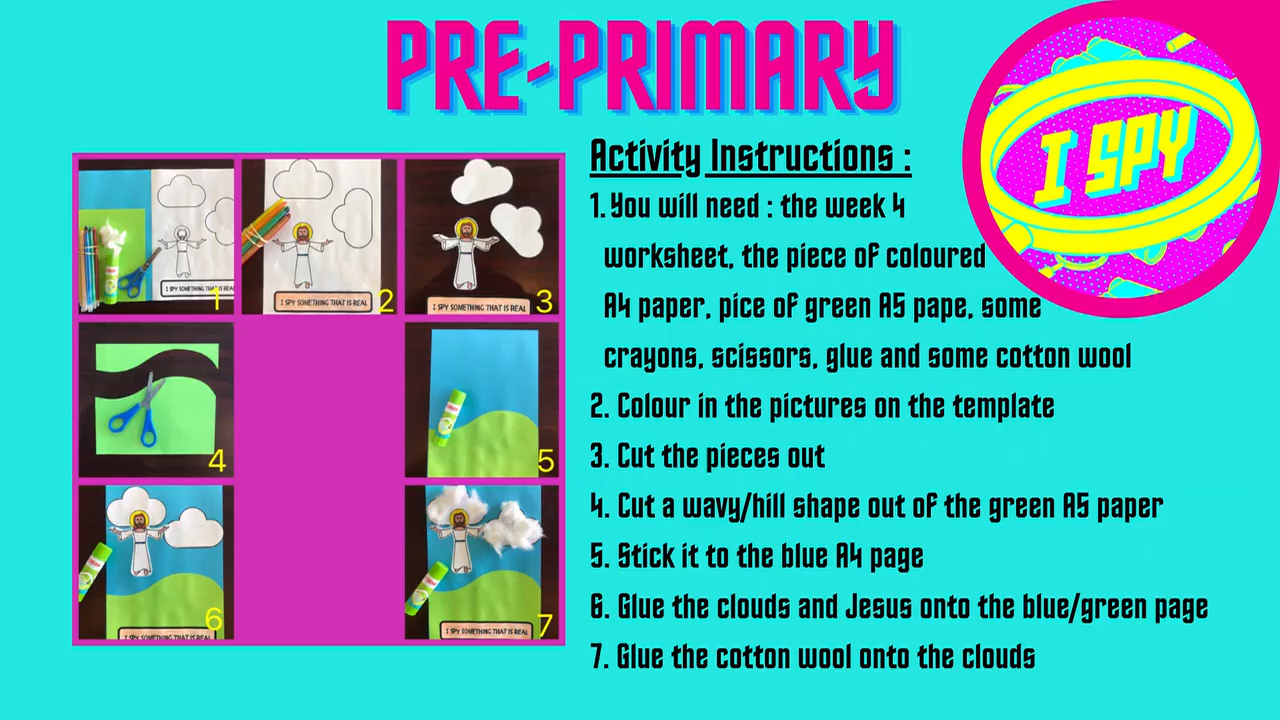 PRE-PRIMARY
I SPY
Activity Instructions :
1. You will need : the week 4
worksheet, the piece of coloured
A4 paper, pice of green A5 pape, some
crayons, scissors, glue and some cotton wool
2. Colour in the pictures on the template
3. Cut the pieces out
4. Cut a wavy/hill shape out of the green A5 paper
5. Stick it to the blue A4 page
6. Glue the clouds and Jesus onto the blue/green page
7. Glue the cotton wool onto the clouds
1
I SPY SOMETHING THAT IS REAL
2
I SPY SOMETHING THAT IS REAL
3
4
5
I SPY SOMETHING THAT IS REAL
6
I SPY SOMETHING THAT IS REAL
7